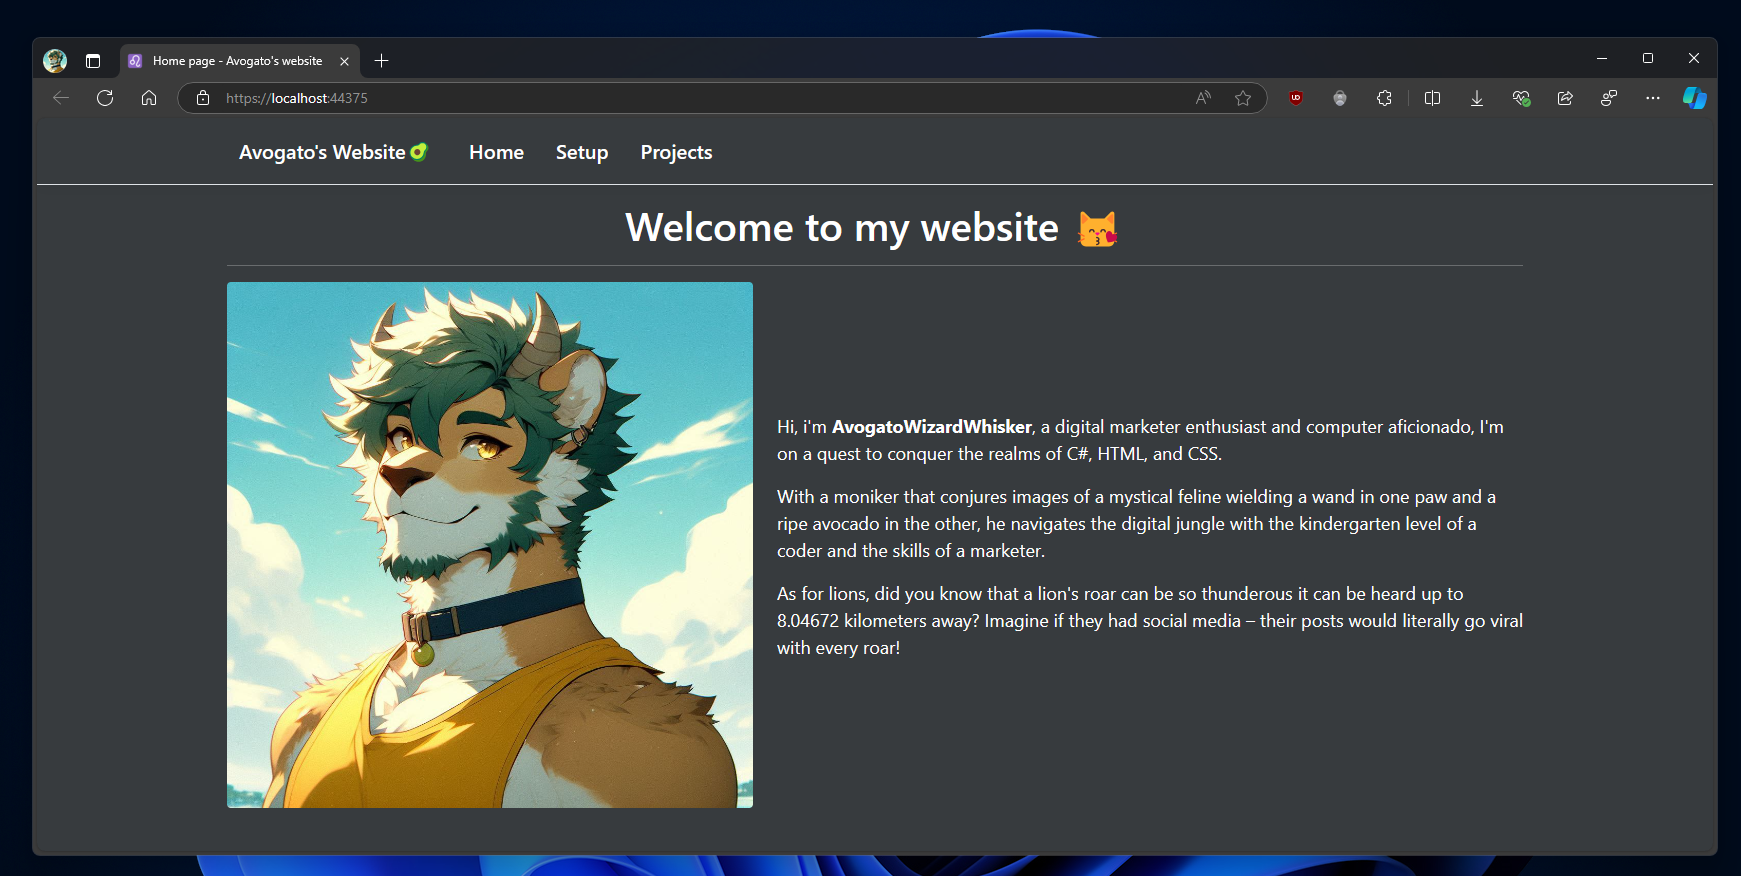 Home page - Avogato's website
https://localhost:44375
Avogato's Website🥑 Home Setup Projects
Welcome to my website 😽
Hi, i'm AvogatoWizardWhisker, a digital marketer enthusiast and computer aficionado, I'm
on a quest to conquer the realms of C#, HTML, and CSS.
With a moniker that conjures images of a mystical feline wielding a wand in one paw and a
ripe avocado in the other, he navigates the digital jungle with the kindergarten level of a
coder and the skills of a marketer.
As for lions, did you know that a lion's roar can be so thunderous it can be heard up to
8.04672 kilometers away? Imagine if they had social media – their posts would literally go viral
with every roar!